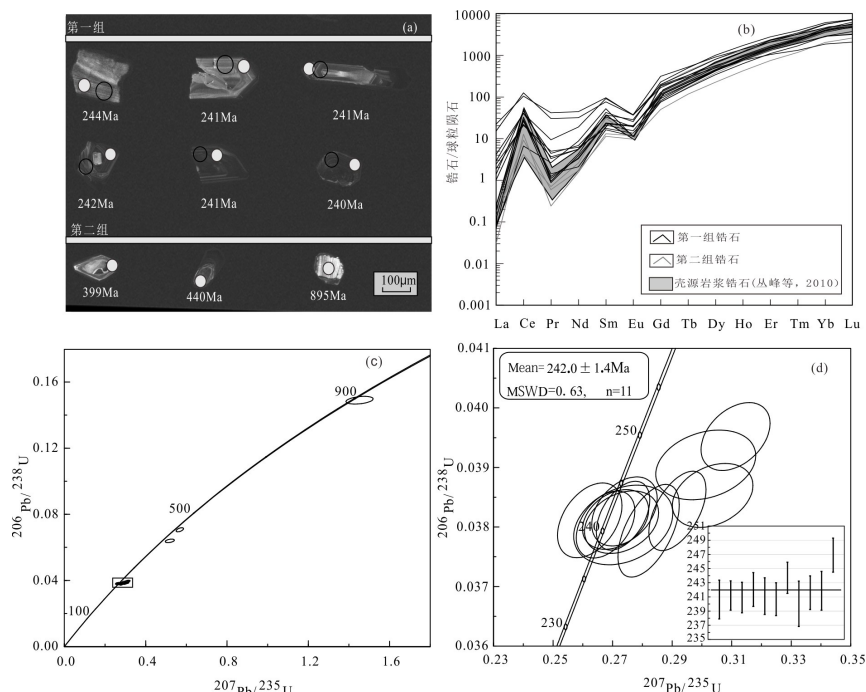 第一组
(a)
244Ma
241Ma
241Ma
242Ma
241Ma
240Ma
第二组
399Ma
440Ma
895Ma
100μm
(b)
锆石/球粒陨石
10000
1000
100
10
1
0.1
0.01
0.001
第一组锆石
第二组锆石
壳源岩浆锆石(丛峰等, 2010)
La Ce Pr Nd Sm Eu Gd Tb Dy Ho Er Tm Yb Lu
(c)
206Pb/238U
0.16
0.12
0.08
0.04
0.00
900
500
100
0.0 0.4 0.8 1.2 1.6
207Pb/235U
(d)
Mean=242.0±1.4Ma
MSWD=0.63, n=11
206Pb/238U
0.041
0.040
0.039
0.038
0.037
0.036
250
240
230
251
249
247
245
243
241
239
237
235
0.23 0.25 0.27 0.29 0.31 0.33 0.35
207Pb/235U